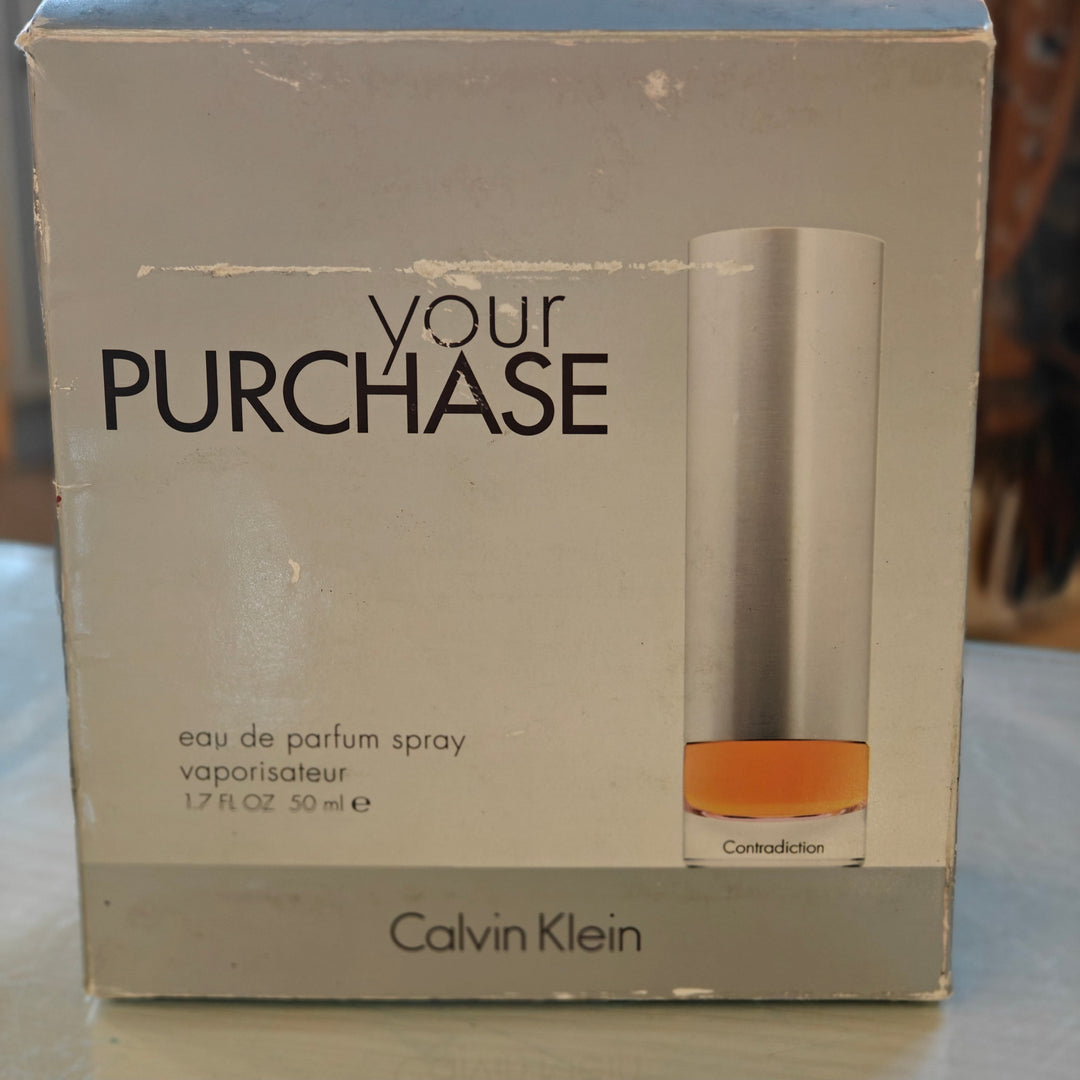 your
PURCHASE
eau de parfum spray
vaporisateur
1.7 FL OZ 50 ml e
Contradiction
Calvin Klein